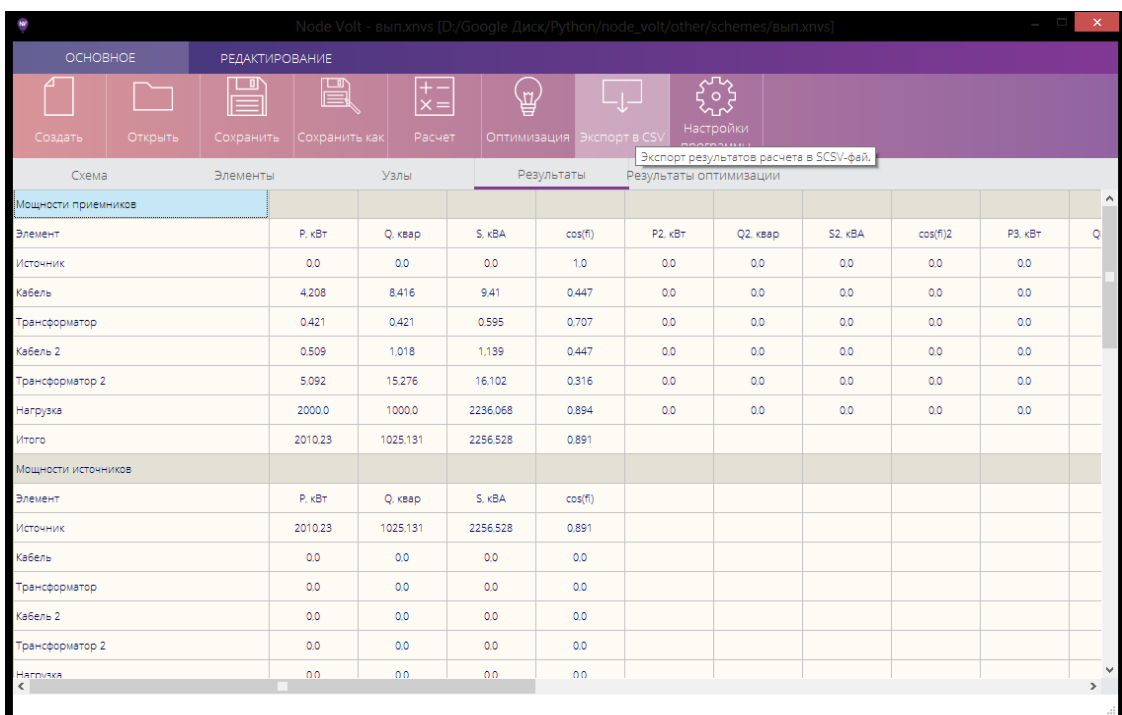 Node Volt - вып.xnvs [D:/Google Диск/Python/node_volt/other/schemes/вып.xnvs]
ОСНОВНОЕ РЕДАКТИРОВАНИЕ
Создать Открыть Сохранить Сохранить как Расчет Оптимизация Экспорт в CSV Настройки
Экспорт результатов расчета в SCSV-фай.
Схема Элементы Узлы Результаты Результаты оптимизации
Мощности приемников
Элемент P, кВт Q, квар S, кВА cos(fi) P2, кВт Q2, квар S2, кВА cos(fi)2 P3, кВт Q
Источник 0,0 0,0 0,0 1,0 0,0 0,0 0,0 0,0 0,0
Кабель 4,208 8,416 9,41 0,447 0,0 0,0 0,0 0,0 0,0
Трансформатор 0,421 0,421 0,595 0,707 0,0 0,0 0,0 0,0 0,0
Кабель 2 0,509 1,018 1,139 0,447 0,0 0,0 0,0 0,0 0,0
Трансформатор 2 5,092 15,276 16,102 0,316 0,0 0,0 0,0 0,0 0,0
Нагрузка 2000,0 1000,0 2236,068 0,894 0,0 0,0 0,0 0,0 0,0
Итого 2010,23 1025,131 2256,528 0,891
Мощности источников
Элемент P, кВт Q, квар S, кВА cos(fi)
Источник 2010,23 1025,131 2256,528 0,891
Кабель 0,0 0,0 0,0 0,0
Трансформатор 0,0 0,0 0,0 0,0
Кабель 2 0,0 0,0 0,0 0,0
Трансформатор 2 0,0 0,0 0,0 0,0
Нагрузка 0,0 0,0 0,0 0,0